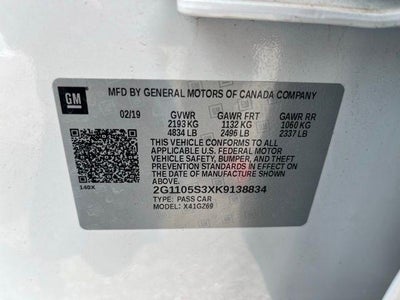 GM
MFD BY GENERAL MOTORS OF CANADA COMPANY
02/19 GVWR GAWR FRT GAWR RR
2193 KG 1132 KG 1060 KG
4834 LB 2496 LB 2337 LB
THIS VEHICLE CONFORMS TO ALL
APPLICABLE U.S. FEDERAL MOTOR
VEHICLE SAFETY, BUMPER, AND THEFT
PREVENTION STANDARDS IN EFFECT ON
THE DATE OF MANUFACTURE SHOWN ABOVE.
2G1105S3XK9138834
TYPE: PASS CAR
MODEL: X41GZ69